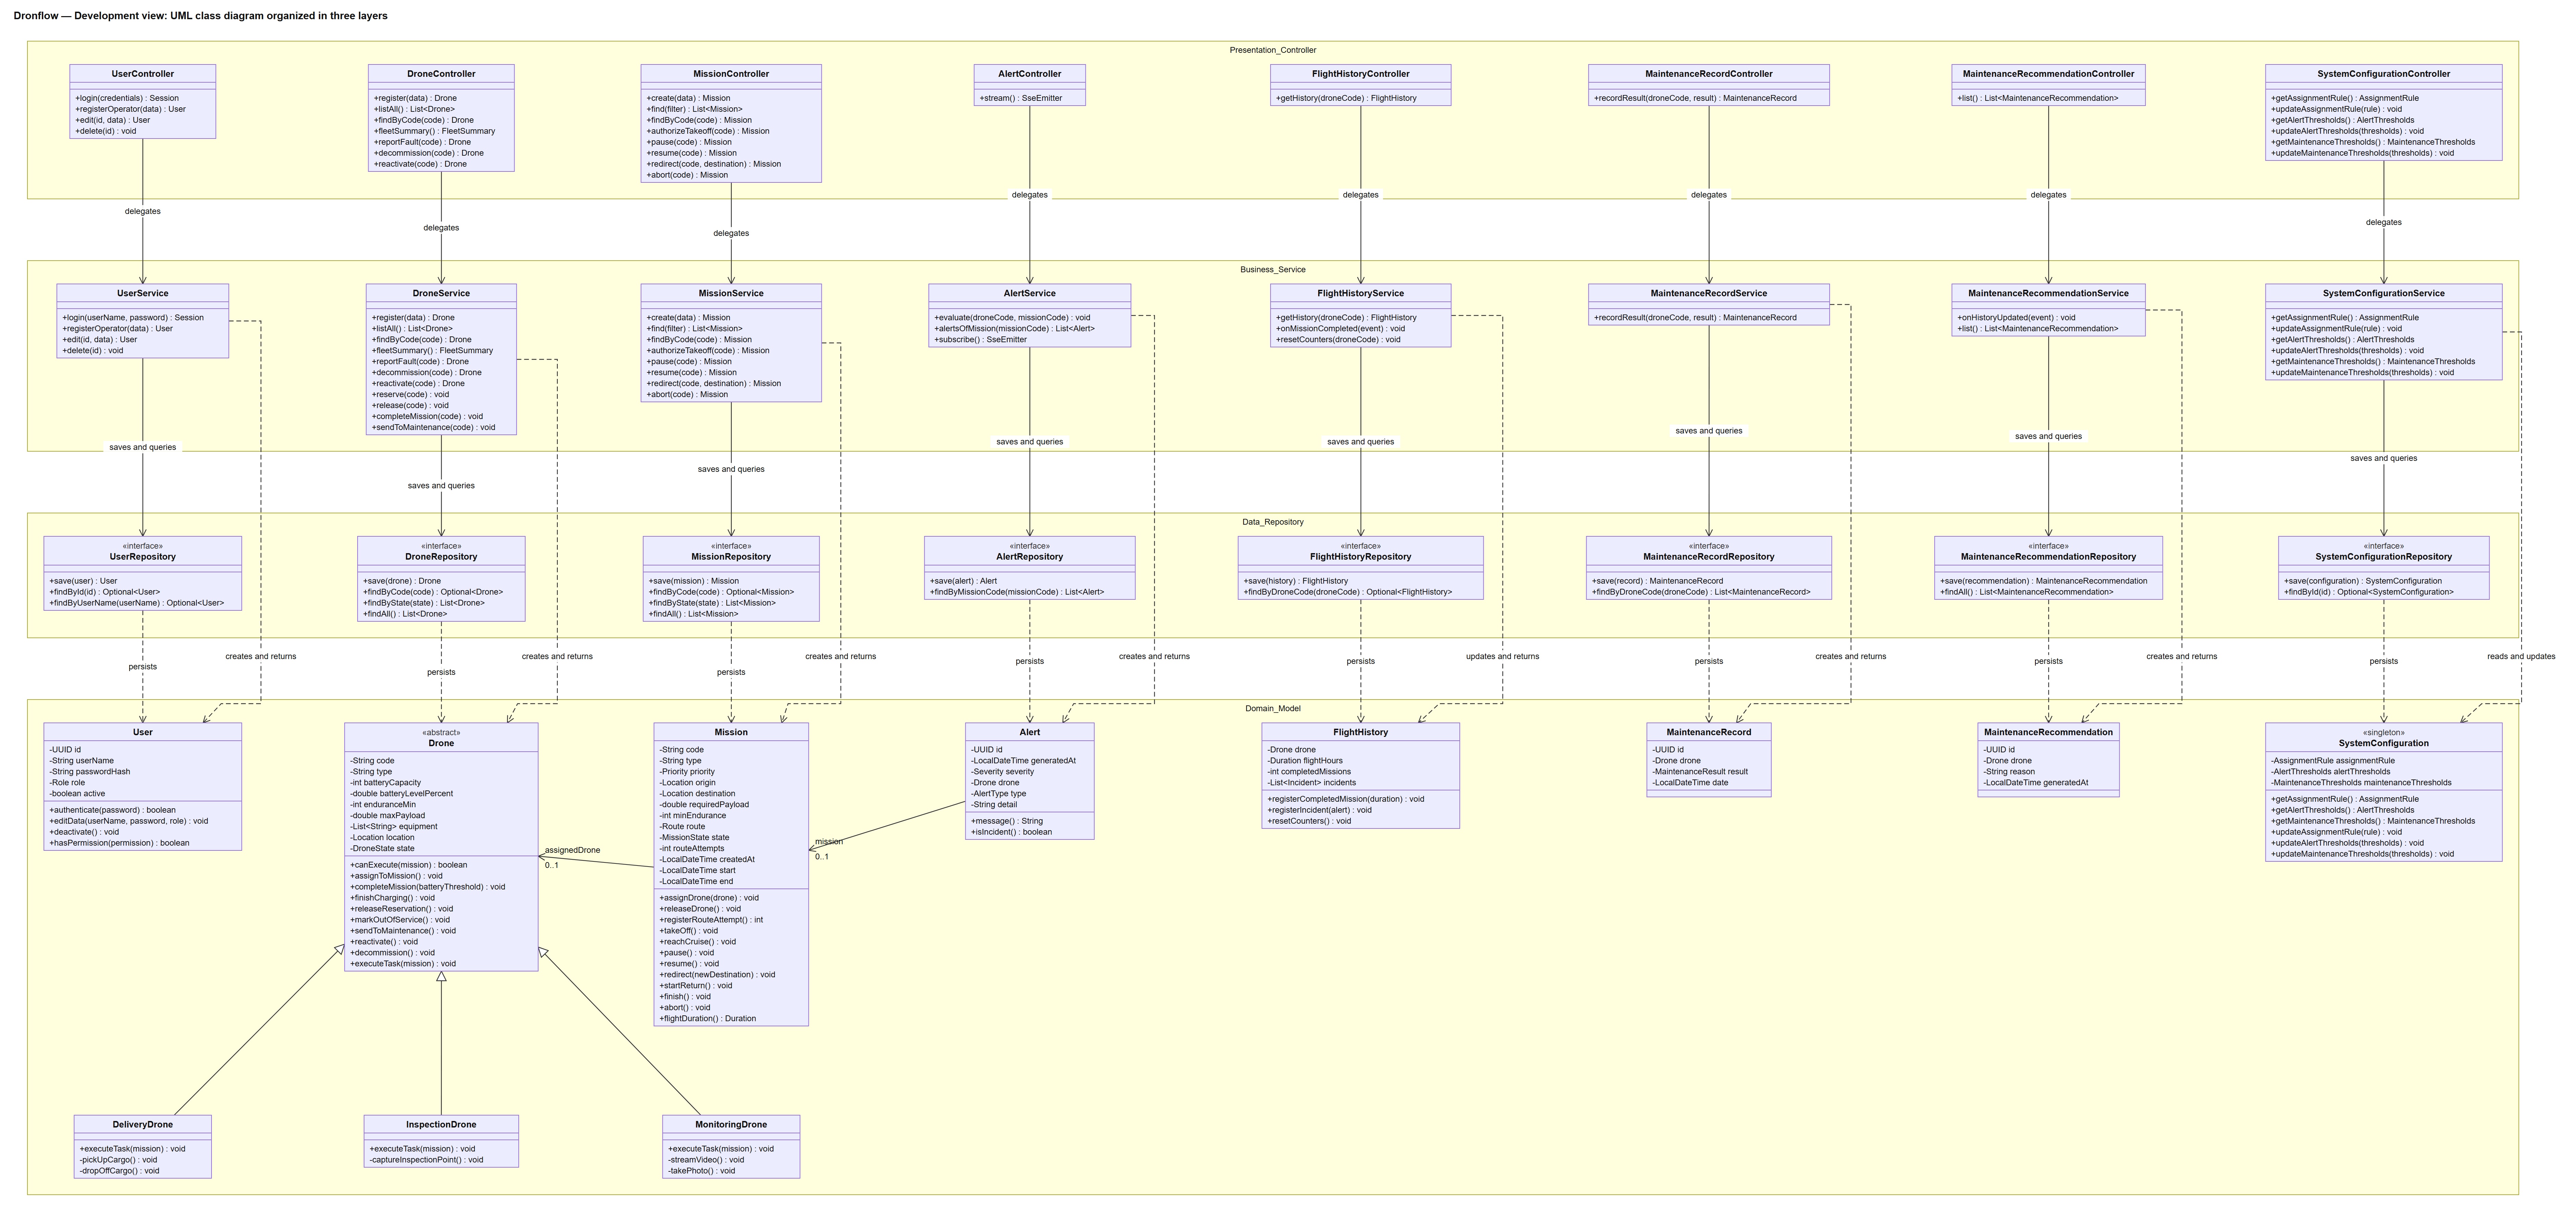 Dronflow — Development view: UML class diagram organized in three layers
Presentation_Controller
UserController
+login(credentials) : Session
+registerOperator(data) : User
+edit(id, data) : User
+delete(id) : void
DroneController
+register(data) : Drone
+listAll() : List<Drone>
+findByCode(code) : Drone
+fleetSummary() : FleetSummary
+reportFault(code) : Drone
+decommission(code) : Drone
+reactivate(code) : Drone
MissionController
+create(data) : Mission
+find(filter) : List<Mission>
+findByCode(code) : Mission
+authorizeTakeoff(code) : Mission
+pause(code) : Mission
+resume(code) : Mission
+redirect(code, destination) : Mission
+abort(code) : Mission
AlertController
+stream() : SseEmitter
FlightHistoryController
+getHistory(droneCode) : FlightHistory
MaintenanceRecordController
+recordResult(droneCode, result) : MaintenanceRecord
MaintenanceRecommendationController
+list() : List<MaintenanceRecommendation>
SystemConfigurationController
+getAssignmentRule() : AssignmentRule
+updateAssignmentRule(rule) : void
+getAlertThresholds() : AlertThresholds
+updateAlertThresholds(thresholds) : void
+getMaintenanceThresholds() : MaintenanceThresholds
+updateMaintenanceThresholds(thresholds) : void
delegates
delegates
delegates
delegates
delegates
delegates
delegates
delegates
Business_Service
UserService
+login(userName, password) : Session
+registerOperator(data) : User
+edit(id, data) : User
+delete(id) : void
DroneService
+register(data) : Drone
+listAll() : List<Drone>
+findByCode(code) : Drone
+fleetSummary() : FleetSummary
+reportFault(code) : Drone
+decommission(code) : Drone
+reactivate(code) : Drone
+reserve(code) : void
+release(code) : void
+completeMission(code) : void
+sendToMaintenance(code) : void
MissionService
+create(data) : Mission
+find(filter) : List<Mission>
+findByCode(code) : Mission
+authorizeTakeoff(code) : Mission
+pause(code) : Mission
+resume(code) : Mission
+redirect(code, destination) : Mission
+abort(code) : Mission
AlertService
+evaluate(droneCode, missionCode) : void
+alertsOfMission(missionCode) : List<Alert>
+subscribe() : SseEmitter
FlightHistoryService
+getHistory(droneCode) : FlightHistory
+onMissionCompleted(event) : void
+resetCounters(droneCode) : void
MaintenanceRecordService
+recordResult(droneCode, result) : MaintenanceRecord
MaintenanceRecommendationService
+onHistoryUpdated(event) : void
+list() : List<MaintenanceRecommendation>
SystemConfigurationService
+getAssignmentRule() : AssignmentRule
+updateAssignmentRule(rule) : void
+getAlertThresholds() : AlertThresholds
+updateAlertThresholds(thresholds) : void
+getMaintenanceThresholds() : MaintenanceThresholds
+updateMaintenanceThresholds(thresholds) : void
saves and queries
saves and queries
saves and queries
saves and queries
saves and queries
saves and queries
saves and queries
saves and queries
Data_Repository
«interface»
UserRepository
+save(user) : User
+findById(id) : Optional<User>
+findByUserName(userName) : Optional<User>
«interface»
DroneRepository
+save(drone) : Drone
+findByCode(code) : Optional<Drone>
+findByState(state) : List<Drone>
+findAll() : List<Drone>
«interface»
MissionRepository
+save(mission) : Mission
+findByCode(code) : Optional<Mission>
+findByState(state) : List<Mission>
+findAll() : List<Mission>
«interface»
AlertRepository
+save(alert) : Alert
+findByMissionCode(missionCode) : List<Alert>
«interface»
FlightHistoryRepository
+save(history) : FlightHistory
+findByDroneCode(droneCode) : Optional<FlightHistory>
«interface»
MaintenanceRecordRepository
+save(record) : MaintenanceRecord
+findByDroneCode(droneCode) : List<MaintenanceRecord>
«interface»
MaintenanceRecommendationRepository
+save(recommendation) : MaintenanceRecommendation
+findAll() : List<MaintenanceRecommendation>
«interface»
SystemConfigurationRepository
+save(configuration) : SystemConfiguration
+findById(id) : Optional<SystemConfiguration>
persists
creates and returns
persists
creates and returns
persists
creates and returns
persists
creates and returns
persists
updates and returns
persists
creates and returns
persists
creates and returns
persists
reads and updates
Domain_Model
User
-UUID id
-String userName
-String passwordHash
-Role role
-boolean active
+authenticate(password) : boolean
+editData(userName, password, role) : void
+deactivate() : void
+hasPermission(permission) : boolean
«abstract»
Drone
-String code
-String type
-int batteryCapacity
-double batteryLevelPercent
-int enduranceMin
-double maxPayload
-List<String> equipment
-Location location
-DroneState state
+canExecute(mission) : boolean
+assignToMission() : void
+completeMission(batteryThreshold) : void
+finishCharging() : void
+releaseReservation() : void
+markOutOfService() : void
+sendToMaintenance() : void
+reactivate() : void
+decommission() : void
+executeTask(mission) : void
assignedDrone
0..1
Mission
-String code
-String type
-Priority priority
-Location origin
-Location destination
-double requiredPayload
-int minEndurance
-Route route
-MissionState state
-int routeAttempts
-LocalDateTime createdAt
-LocalDateTime start
-LocalDateTime end
+assignDrone(drone) : void
+releaseDrone() : void
+registerRouteAttempt() : int
+takeOff() : void
+reachCruise() : void
+pause() : void
+resume() : void
+redirect(newDestination) : void
+startReturn() : void
+finish() : void
+abort() : void
+flightDuration() : Duration
mission
0..1
Alert
-UUID id
-LocalDateTime generatedAt
-Severity severity
-Drone drone
-AlertType type
-String detail
+message() : String
+isIncident() : boolean
FlightHistory
-Drone drone
-Duration flightHours
-int completedMissions
-List<Incident> incidents
+registerCompletedMission(duration) : void
+registerIncident(alert) : void
+resetCounters() : void
MaintenanceRecord
-UUID id
-Drone drone
-MaintenanceResult result
-LocalDateTime date
MaintenanceRecommendation
-UUID id
-Drone drone
-String reason
-LocalDateTime generatedAt
«singleton»
SystemConfiguration
-AssignmentRule assignmentRule
-AlertThresholds alertThresholds
-MaintenanceThresholds maintenanceThresholds
+getAssignmentRule() : AssignmentRule
+getAlertThresholds() : AlertThresholds
+getMaintenanceThresholds() : MaintenanceThresholds
+updateAssignmentRule(rule) : void
+updateAlertThresholds(thresholds) : void
+updateMaintenanceThresholds(thresholds) : void
DeliveryDrone
+executeTask(mission) : void
-pickUpCargo() : void
-dropOffCargo() : void
InspectionDrone
+executeTask(mission) : void
-captureInspectionPoint() : void
MonitoringDrone
+executeTask(mission) : void
-streamVideo() : void
-takePhoto() : void